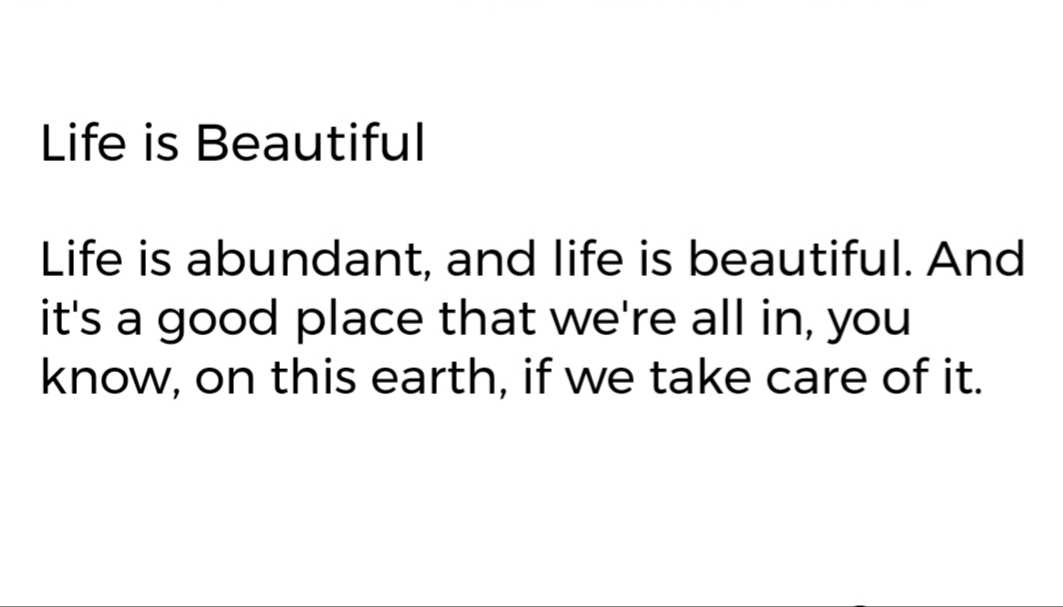 Life is Beautiful
Life is abundant, and life is beautiful. And
it's a good place that we're all in, you
know, on this earth, if we take care of it.